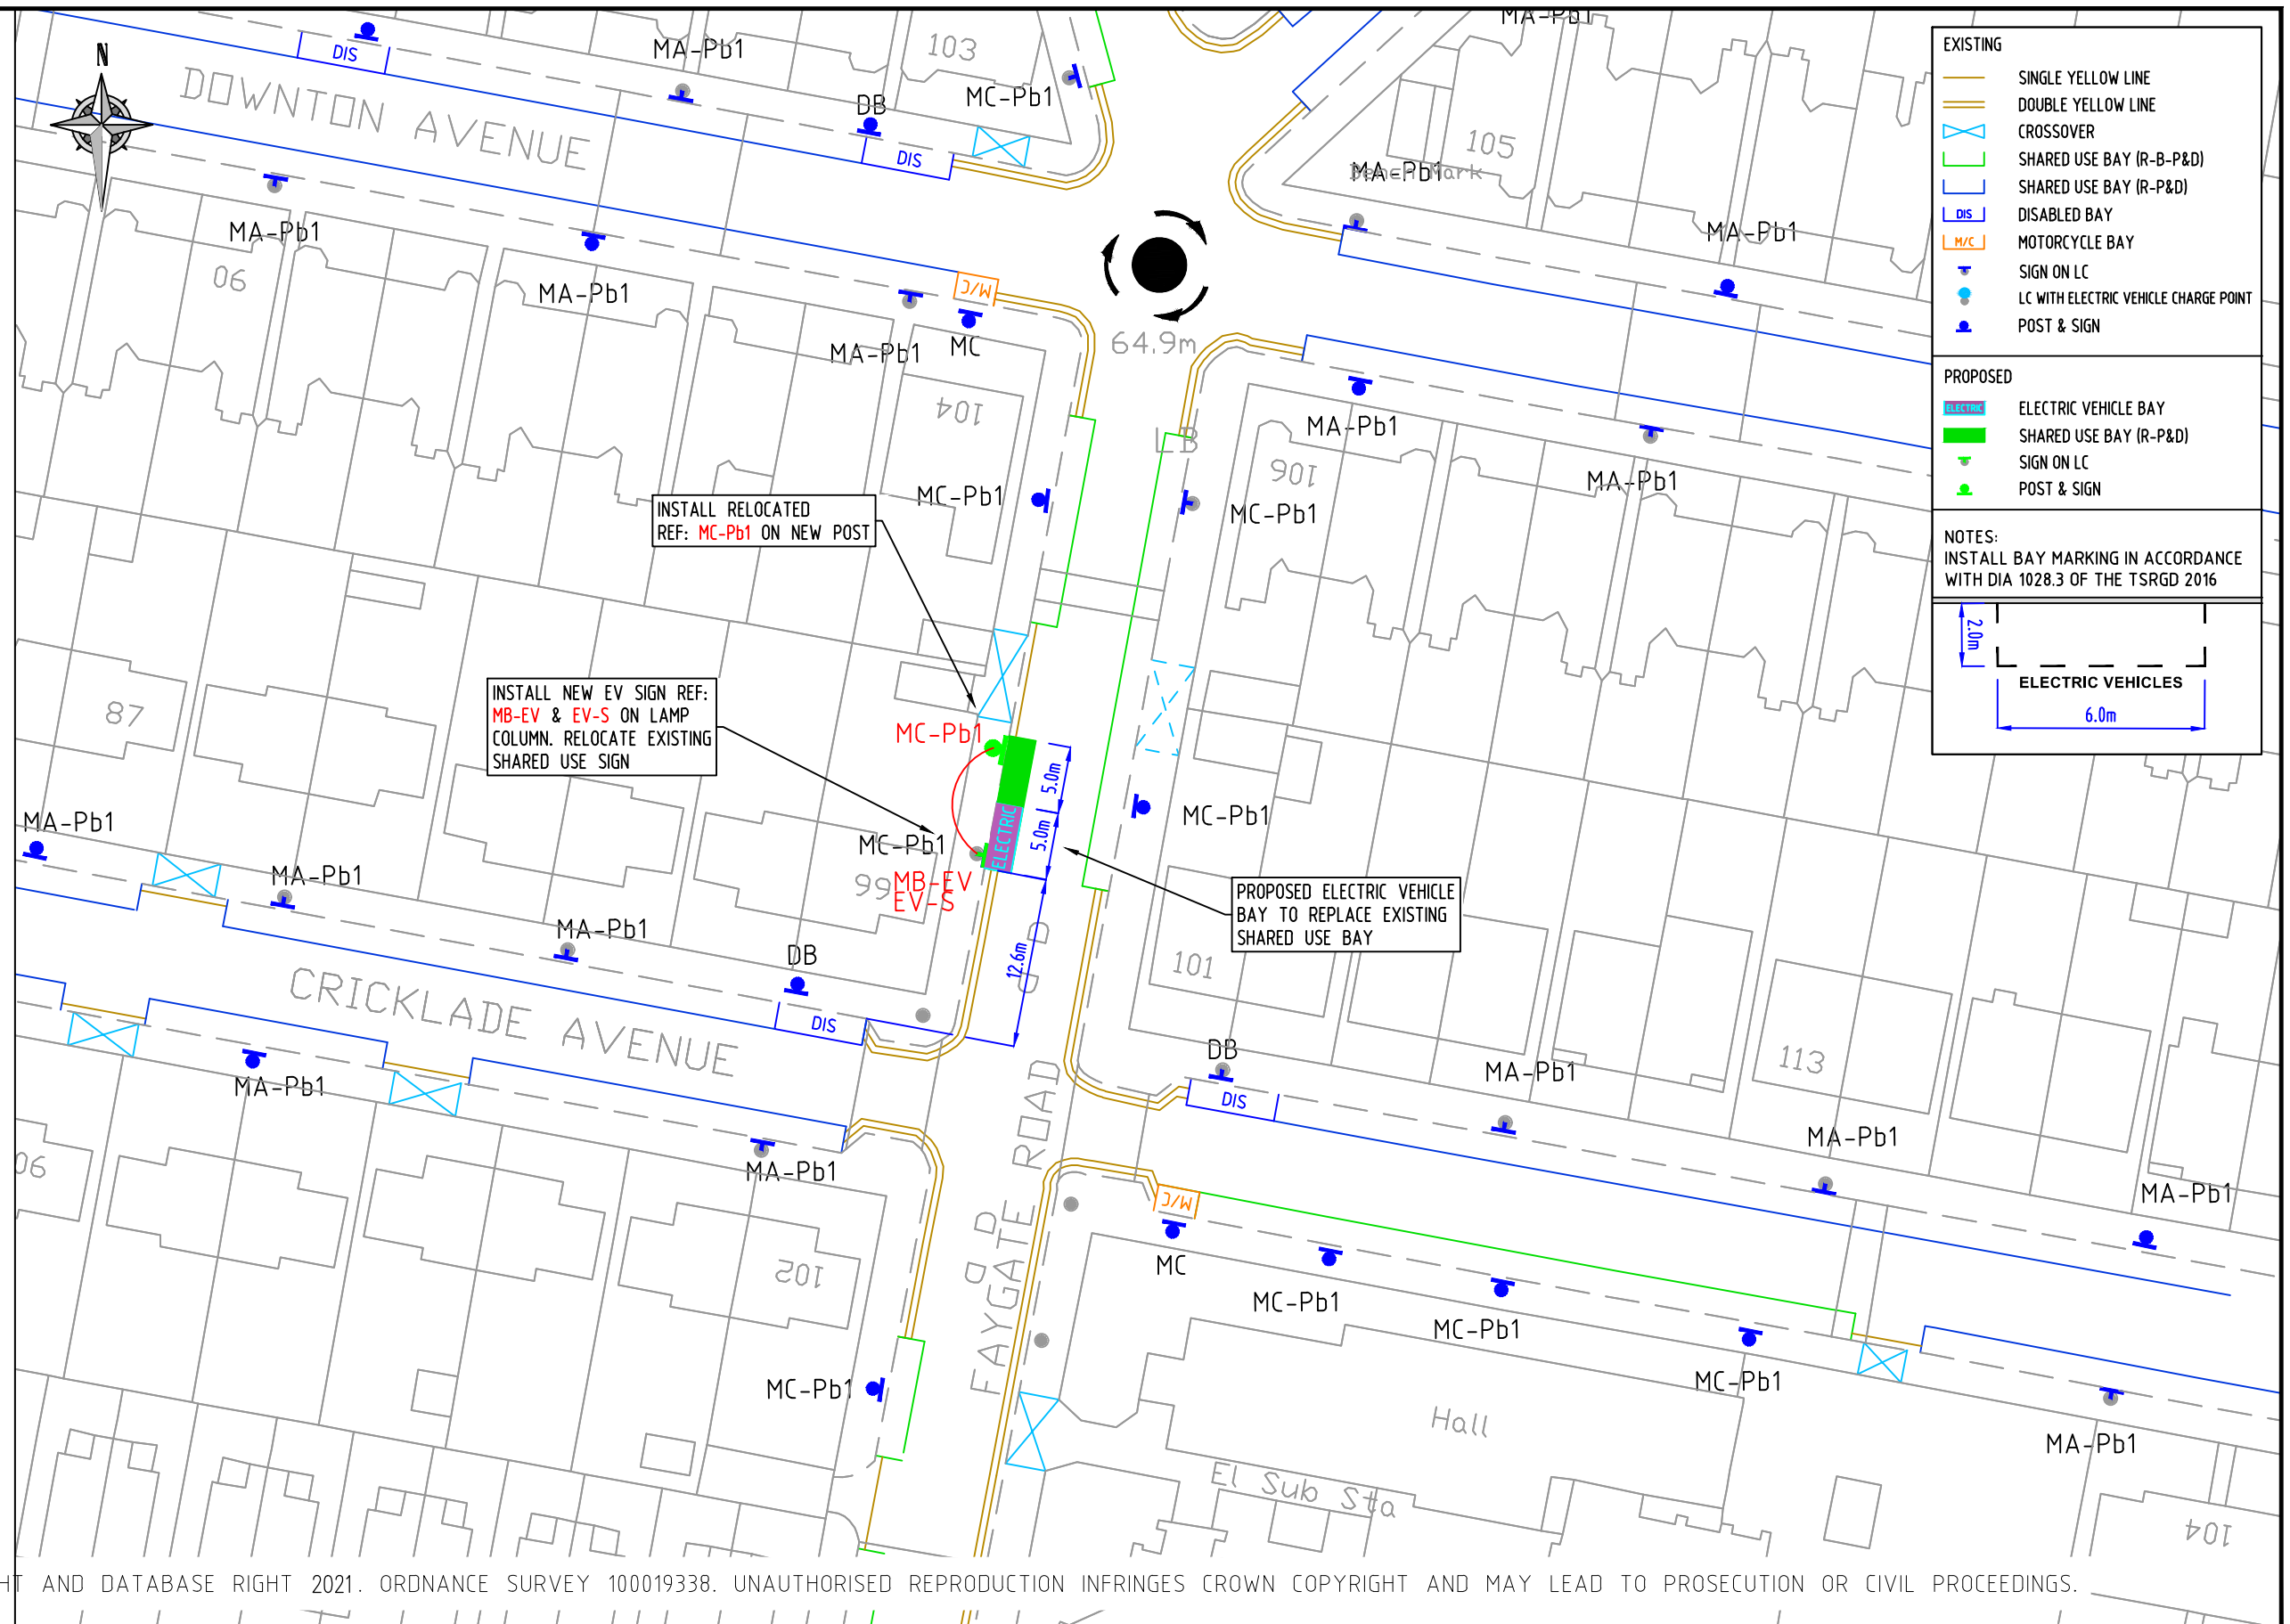 N
DOWNTON AVENUE
DIS
MA-Pb1
103
MC-Pb1
DB
DIS
MA-Pb1
105
MA-Pb1
Bench Mark
MA-Pb1
MA-Pb1
90
MA-Pb1
MA-Pb1
M/C
MC
104
64.9m
LB
MA-Pb1
106
MA-Pb1
MC-Pb1
MC-Pb1
INSTALL RELOCATED
REF: MC-Pb1 ON NEW POST
INSTALL NEW EV SIGN REF:
MB-EV & EV-S ON LAMP
COLUMN. RELOCATE EXISTING
SHARED USE SIGN
87
MC-Pb1
5.0m
ELECTRIC
5.0m
MC-Pb1
MC-Pb1
MB-EV
EV-S
99
12.6m
PROPOSED ELECTRIC VEHICLE
BAY TO REPLACE EXISTING
SHARED USE BAY
101
MA-Pb1
MA-Pb1
MA-Pb1
DB
DIS
CRICKLADE AVENUE
MA-Pb1
MA-Pb1
DB
DIS
MA-Pb1
113
MA-Pb1
MA-Pb1
90
102
FAYGATE ROAD
M/C
MC
MC-Pb1
MC-Pb1
MC-Pb1
MC-Pb1
MA-Pb1
Hall
El Sub Sta
104
EXISTING
SINGLE YELLOW LINE
DOUBLE YELLOW LINE
CROSSOVER
SHARED USE BAY (R-B-P&D)
SHARED USE BAY (R-P&D)
DIS DISABLED BAY
M/C MOTORCYCLE BAY
SIGN ON LC
LC WITH ELECTRIC VEHICLE CHARGE POINT
POST & SIGN
PROPOSED
ELECTRIC ELECTRIC VEHICLE BAY
SHARED USE BAY (R-P&D)
SIGN ON LC
POST & SIGN
NOTES:
INSTALL BAY MARKING IN ACCORDANCE
WITH DIA 1028.3 OF THE TSRGD 2016
2.0m
ELECTRIC VEHICLES
6.0m
HT AND DATABASE RIGHT 2021. ORDNANCE SURVEY 100019338. UNAUTHORISED REPRODUCTION INFRINGES CROWN COPYRIGHT AND MAY LEAD TO PROSECUTION OR CIVIL PROCEEDINGS.